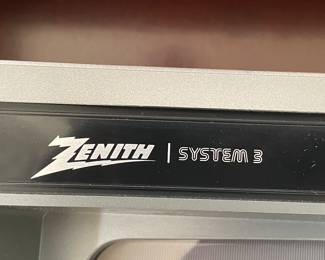 ZENITH | SYSTEM 3